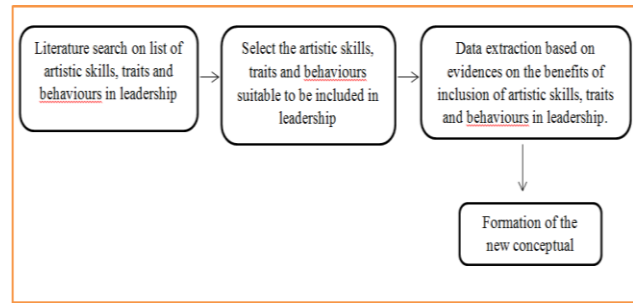 Literature search on list of
artistic skills, traits and
behaviours in leadership
Select the artistic skills,
traits and behaviours
suitable to be included in
leadership
Data extraction based on
evidences on the benefits of
inclusion of artistic skills, traits
and behaviours in leadership.
Formation of the
new conceptual